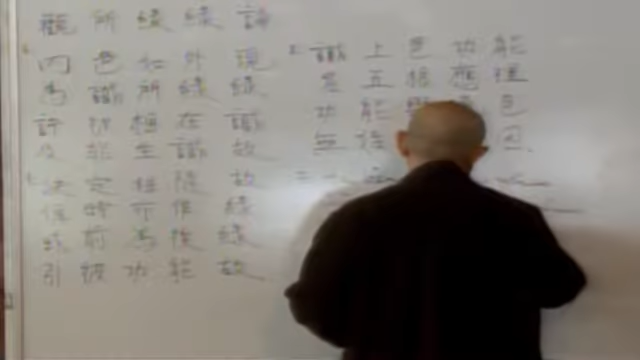 觀所緣緣論
內色如外現
為識所緣緣
許彼相在識
及能生識故
決定相隨故
俱時亦作緣
或前為後緣
引彼功能故
識上色功能
名五根應理
功能 色
無始 因